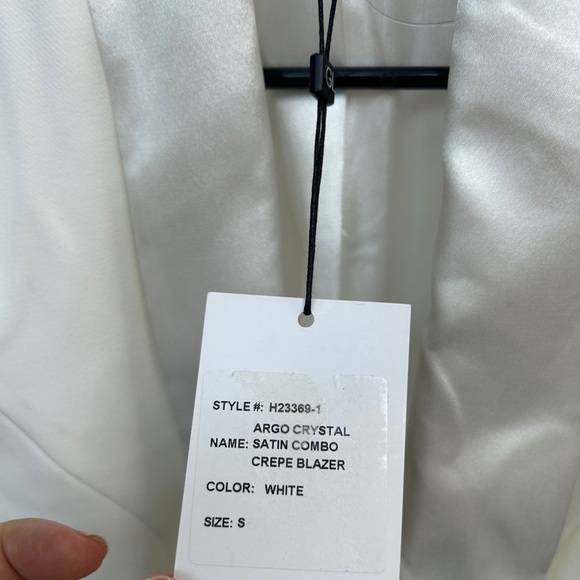 STYLE #: H23369-1
ARGO CRYSTAL
NAME: SATIN COMBO
CREPE BLAZER
COLOR: WHITE
SIZE: S